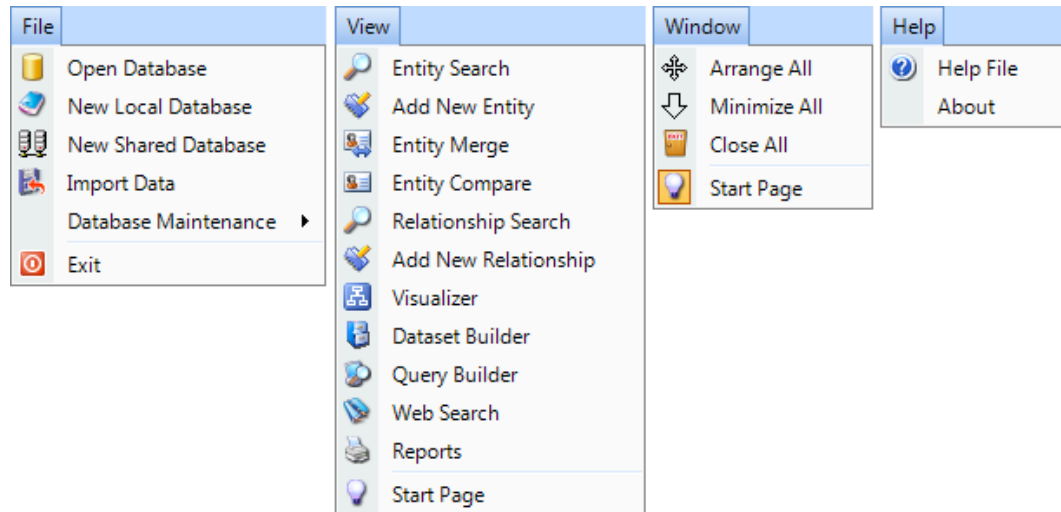 File
Open Database
New Local Database
New Shared Database
Import Data
Database Maintenance
Exit
View
Entity Search
Add New Entity
Entity Merge
Entity Compare
Relationship Search
Add New Relationship
Visualizer
Dataset Builder
Query Builder
Web Search
Reports
Start Page
Window
Arrange All
Minimize All
Close All
Start Page
Help
Help File
About